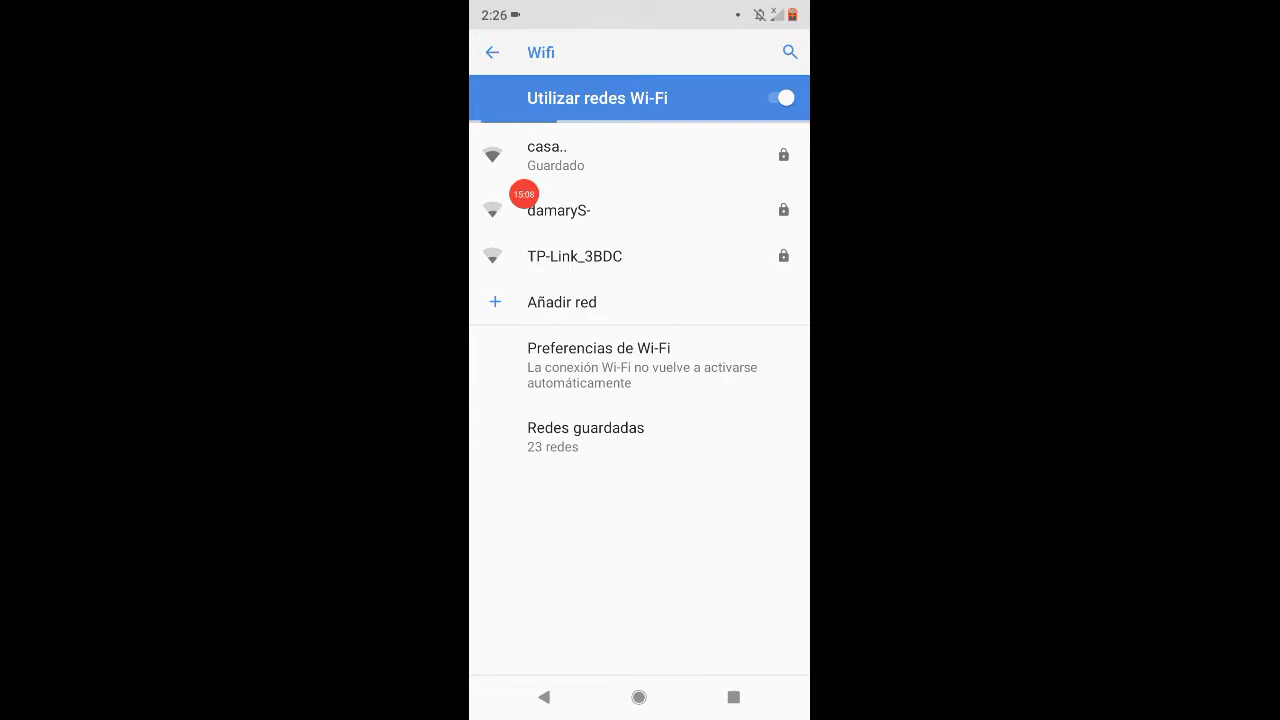 2:26
Wifi
Utilizar redes Wi-Fi
casa..
Guardado
15:08
damaryS-
TP-Link_3BDC
Añadir red
Preferencias de Wi-Fi
La conexión Wi-Fi no vuelve a activarse
automáticamente
Redes guardadas
23 redes